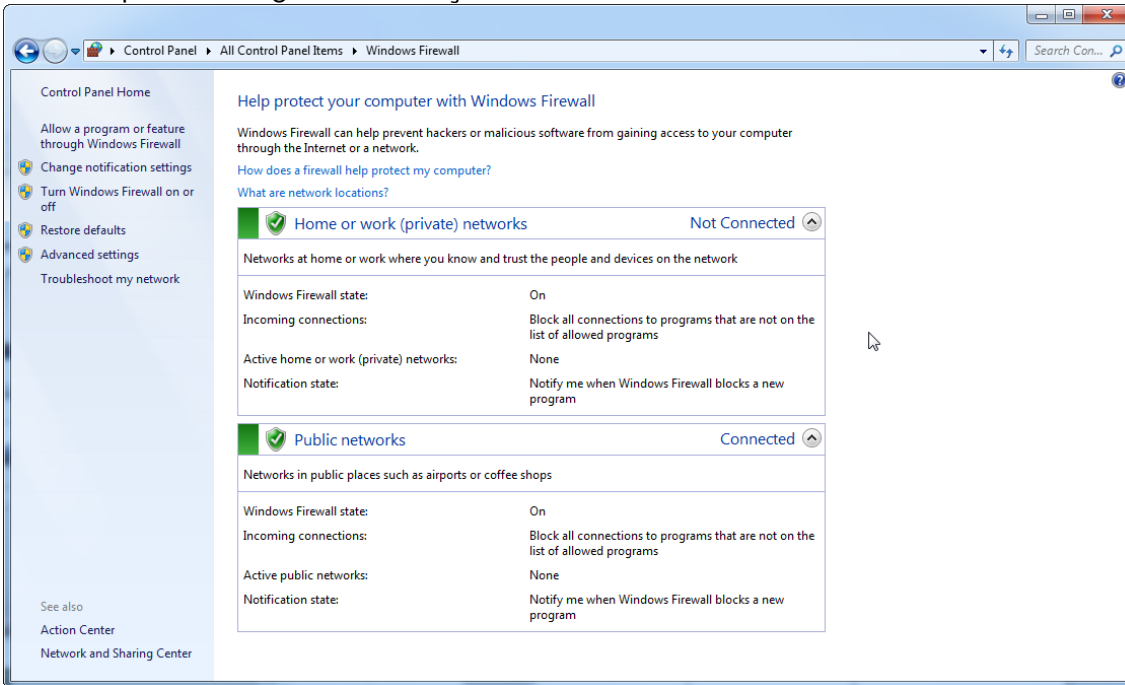 Control Panel ▸ All Control Panel Items ▸ Windows Firewall
Search Con...
Control Panel Home
Allow a program or feature
through Windows Firewall
Change notification settings
Turn Windows Firewall on or
off
Restore defaults
Advanced settings
Troubleshoot my network
See also
Action Center
Network and Sharing Center
Help protect your computer with Windows Firewall
Windows Firewall can help prevent hackers or malicious software from gaining access to your computer
through the Internet or a network.
How does a firewall help protect my computer?
What are network locations?
Home or work (private) networks Not Connected
Networks at home or work where you know and trust the people and devices on the network
Windows Firewall state: On
Incoming connections: Block all connections to programs that are not on the
list of allowed programs
Active home or work (private) networks: None
Notification state: Notify me when Windows Firewall blocks a new
program
Public networks Connected
Networks in public places such as airports or coffee shops
Windows Firewall state: On
Incoming connections: Block all connections to programs that are not on the
list of allowed programs
Active public networks: None
Notification state: Notify me when Windows Firewall blocks a new
program